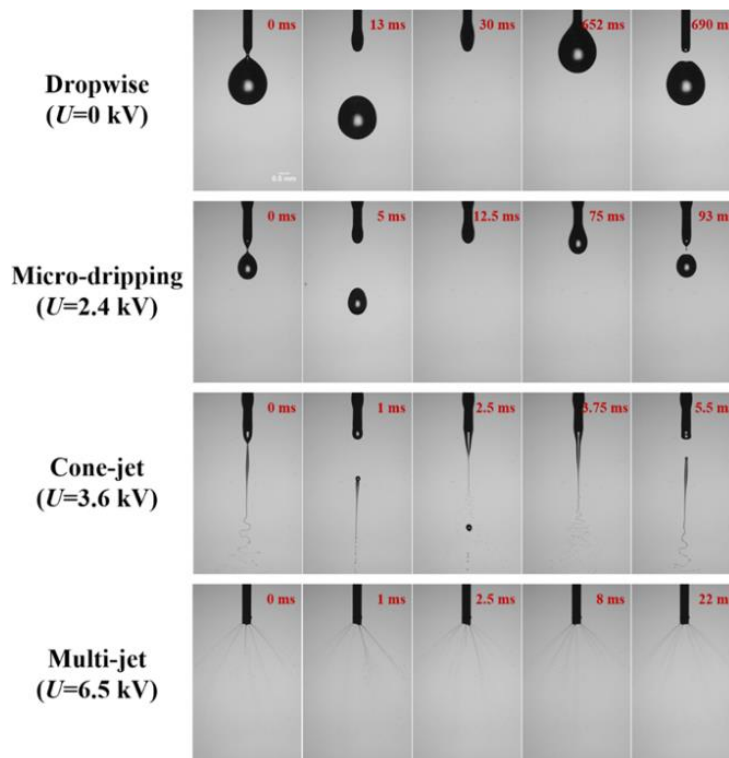 0 ms 13 ms 30 ms 652 ms 690 ms
Dropwise
(U=0 kV)
0.5 mm
0 ms 5 ms 12.5 ms 75 ms 93 ms
Micro-dripping
(U=2.4 kV)
0 ms 1 ms 2.5 ms 3.75 ms 5.5 ms
Cone-jet
(U=3.6 kV)
0 ms 1 ms 2.5 ms 8 ms 22 ms
Multi-jet
(U=6.5 kV)